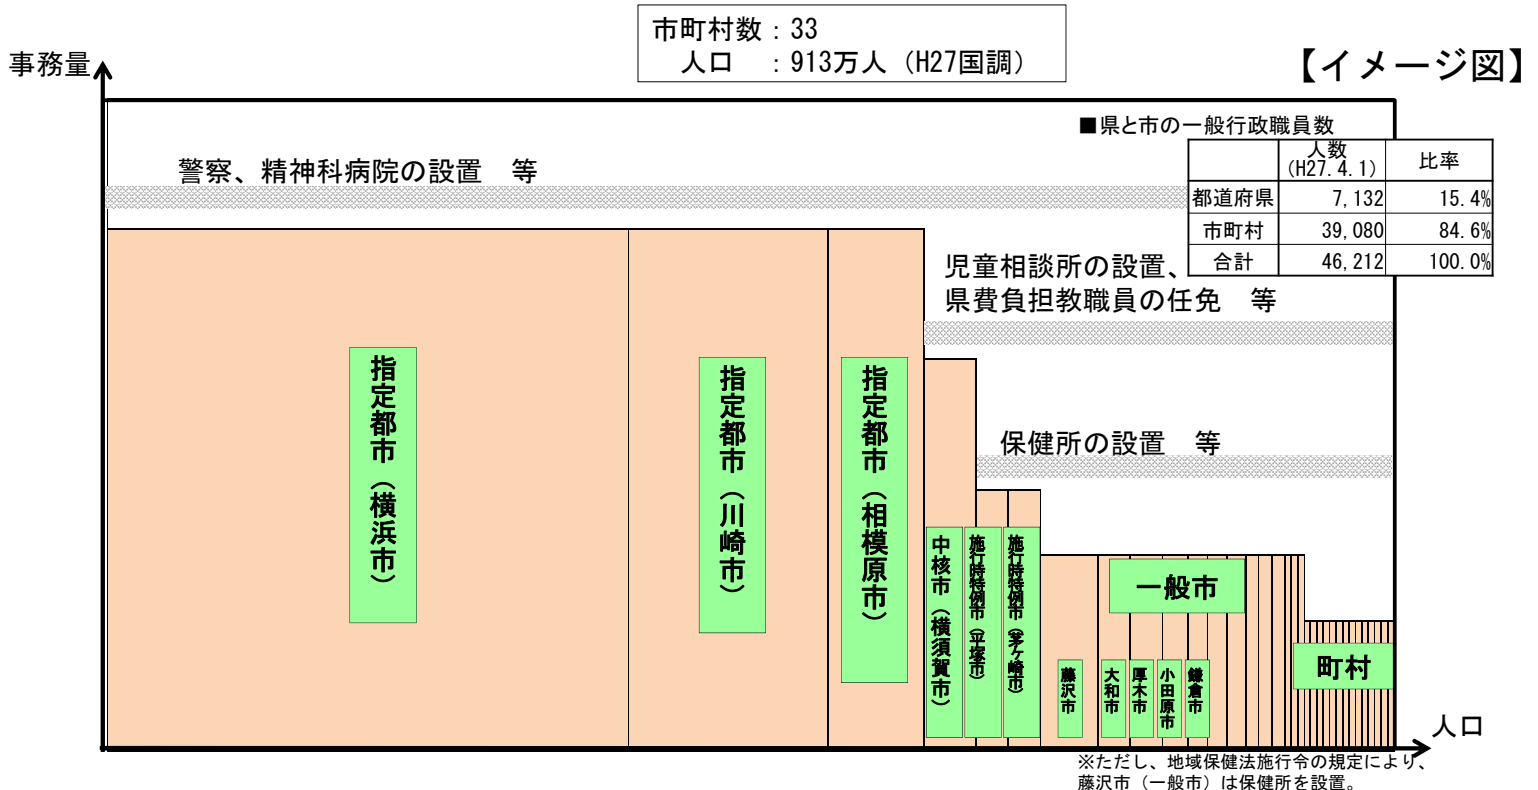 市町村数：33
人口　：913万人（H27国調）
【イメージ図】
事務量
■県と市の一般行政職員数
人数
(H27.4.1)
比率
都道府県 7,132 15.4%
市町村 39,080 84.6%
合計 46,212 100.0%
警察、精神科病院の設置　等
児童相談所の設置、
県費負担教職員の任免　等
保健所の設置　等
指定都市（横浜市）
指定都市（川崎市）
指定都市（相模原市）
中核市（横須賀市）
施行時特例市（平塚市）
施行時特例市（茅ヶ崎市）
一般市
藤沢市
大和市
厚木市
小田原市
鎌倉市
町村
人口
※ただし、地域保健法施行令の規定により、
藤沢市（一般市）は保健所を設置。